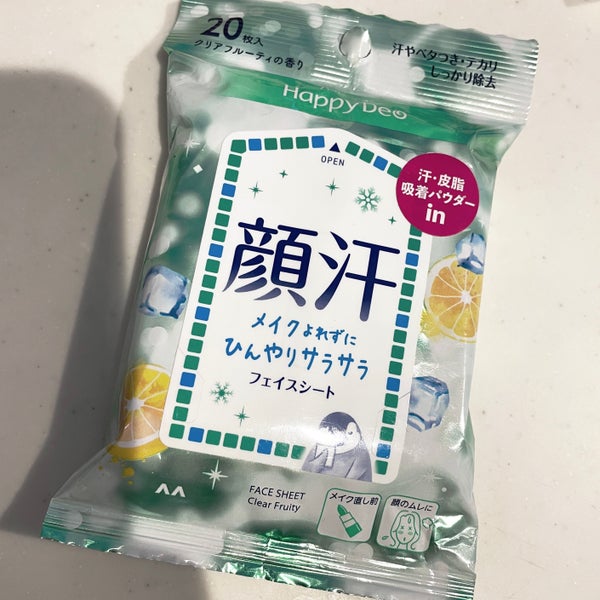 20枚入
クリアフルーティの香り
汗やベタつき・テカリ
しっかり除去
Happy Deo
OPEN
汗・皮脂
吸着パウダー
in
顔汗
メイクよれずに
ひんやりサラサラ
フェイスシート
FACE SHEET
Clear Fruity
メイク直し前
顔のムレに